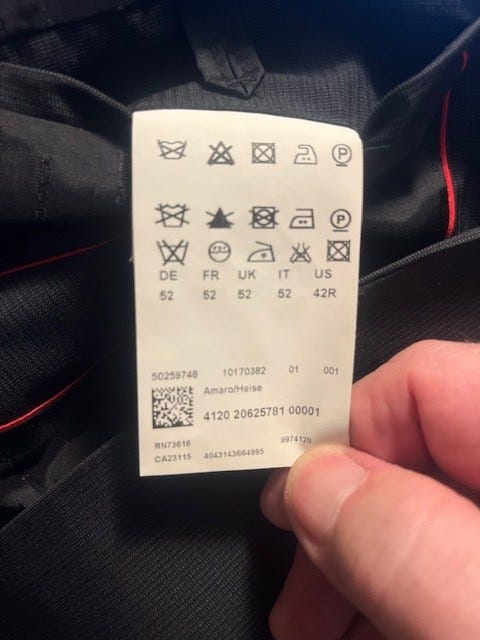 P
P
DE FR UK IT US
52 52 52 52 42R
50259748 10170382 01 001
Amaro/Heise
4120 20625781 00001
RN73616 9974120
CA23115 4043143664995